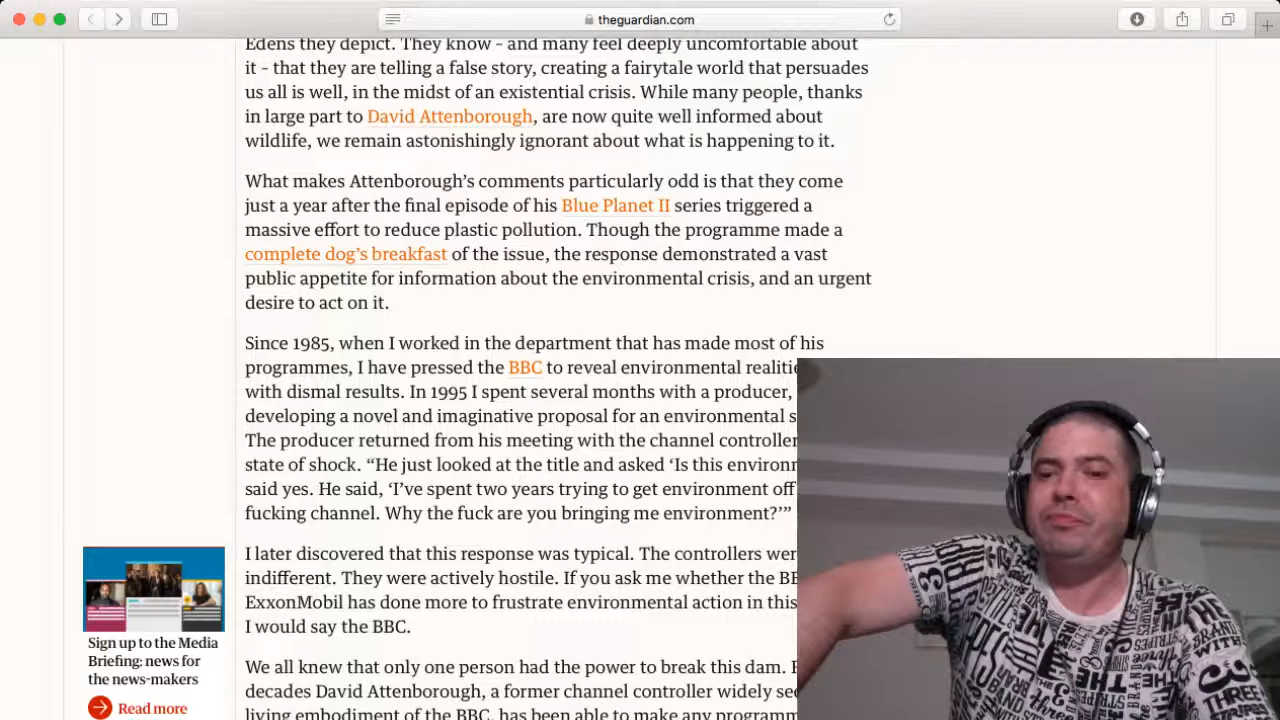 theguardian.com
Edens they depict. They know – and many feel deeply uncomfortable about
it – that they are telling a false story, creating a fairytale world that persuades
us all is well, in the midst of an existential crisis. While many people, thanks
in large part to David Attenborough, are now quite well informed about
wildlife, we remain astonishingly ignorant about what is happening to it.
What makes Attenborough’s comments particularly odd is that they come
just a year after the final episode of his Blue Planet II series triggered a
massive effort to reduce plastic pollution. Though the programme made a
complete dog’s breakfast of the issue, the response demonstrated a vast
public appetite for information about the environmental crisis, and an urgent
desire to act on it.
Since 1985, when I worked in the department that has made most of his
programmes, I have pressed the BBC to reveal environmental
with dismal results. In 1995 I spent several months with a producer,
developing a novel and imaginative proposal for an environmental
The producer returned from his meeting with the channel controller
state of shock. “He just looked at the title and asked ‘Is this
said yes. He said, ‘I’ve spent two years trying to get environment off
fucking channel. Why the fuck are you bringing me environment?’”
I later discovered that this response was typical. The controllers
indifferent. They were actively hostile. If you ask me whether the
ExxonMobil has done more to frustrate environmental action in this
I would say the BBC.
We all knew that only one person had the power to break this dam.
decades David Attenborough, a former channel controller widely
living embodiment of the BBC, has been able to make any
Sign up to the Media
Briefing: news for
the news-makers
Read more
THE
THREE